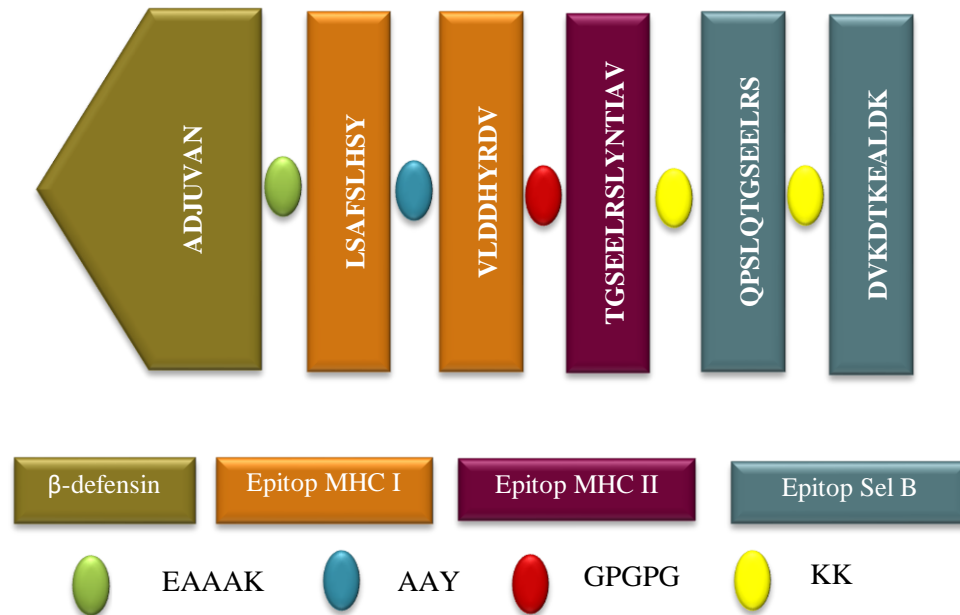 ADJUVAN
LSAFSLHSY
VLDDHYRDV
TGSEELRSLYNTIAV
QPSLQTGSEELRS
DVKDTKEALDK
β-defensin
Epitop MHC I
Epitop MHC II
Epitop Sel B
EAAAK
AAY
GPGPG
KK